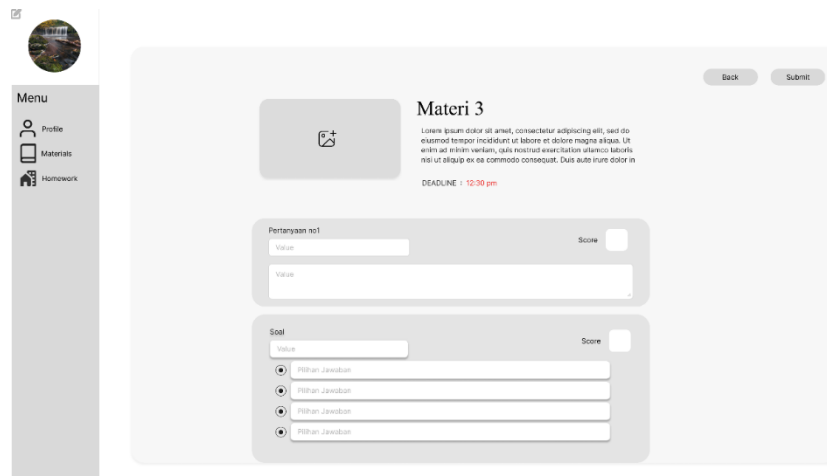 Menu
Profile
Materials
Homework
Back
Submit
Materi 3
Lorem ipsum dolor sit amet, consectetur adipiscing elit, sed do
eiusmod tempor incididunt ut labore et dolore magna aliqua. Ut
enim ad minim veniam, quis nostrud exercitation ullamco laboris
nisi ut aliquip ex ea commodo consequat. Duis aute irure dolor in
DEADLINE : 12:30 pm
Pertanyaan no1
Value
Score
Value
Soal
Value
Score
Pilihan Jawaban
Pilihan Jawaban
Pilihan Jawaban
Pilihan Jawaban